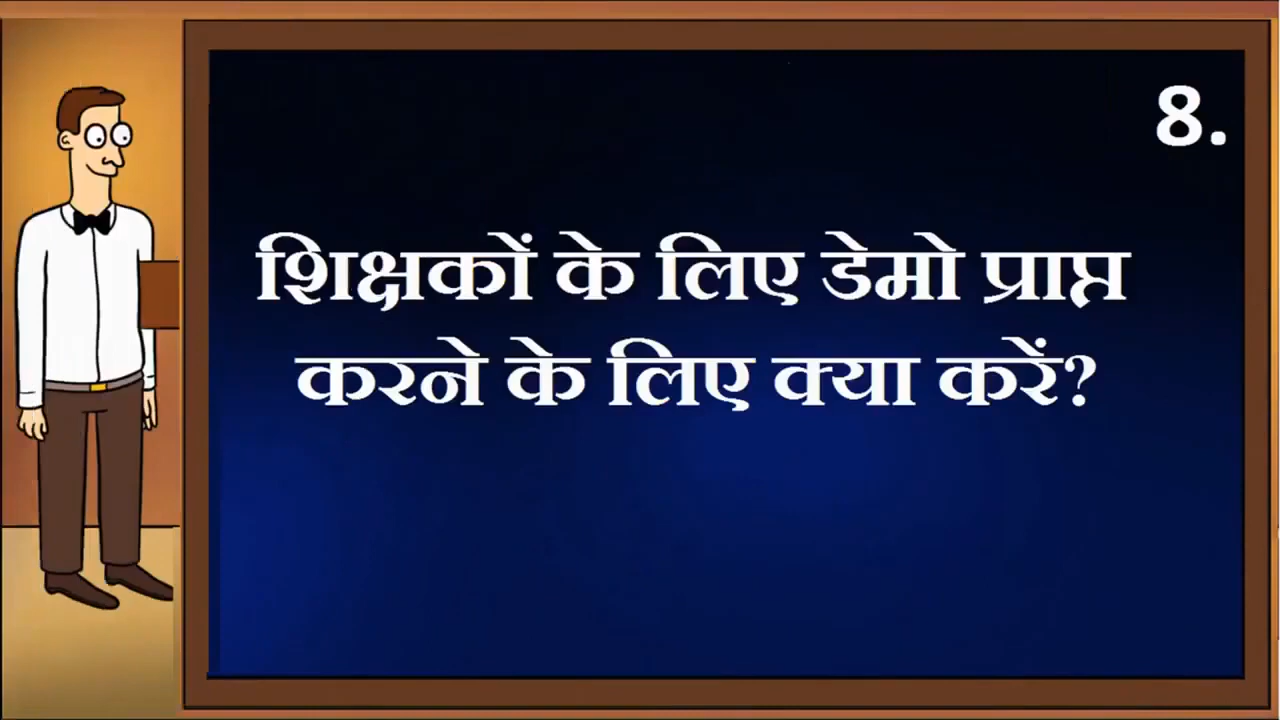 8.
शिक्षकों के लिए डेमो प्राप्त
करने के लिए क्या करें?